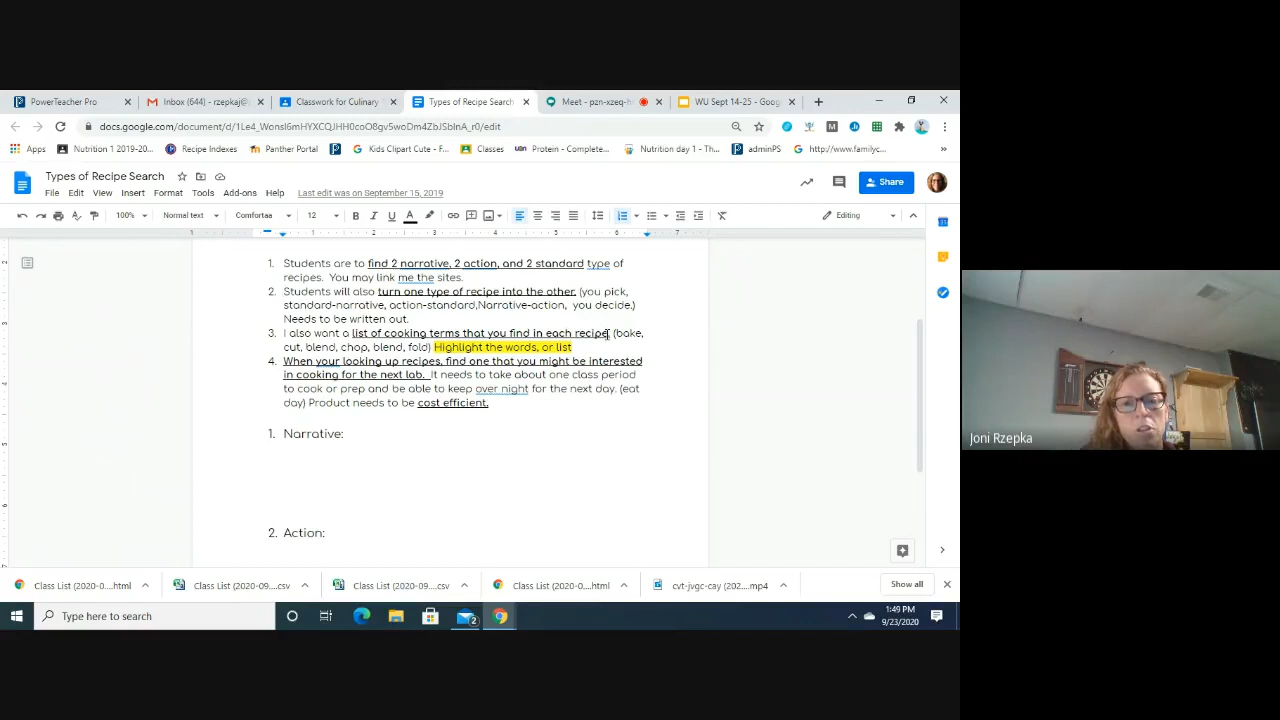 PowerTeacher Pro
Inbox (644) - rzepkaj@
Classwork for Culinary
Types of Recipe Search
Meet - pzn-xzeq-h
WU Sept 14-25 - Goog
docs.google.com/document/d/1Le4_Wonsl6mHYXCQJHH0coO8gv5woDm4ZbJSblnA_r0/edit
Apps
Nutrition 1 2019-20...
Recipe Indexes
Panther Portal
Kids Clipart Cute - F...
Classes
Protein - Complete...
Nutrition day 1 - Th...
adminPS
http://www.familyc...
Types of Recipe Search
File Edit View Insert Format Tools Add-ons Help Last edit was on September 15, 2019
Share
100% Normal text Comfortaa 12 B I U A Editing
1. Students are to find 2 narrative, 2 action, and 2 standard type of
recipes. You may link me the sites.
2. Students will also turn one type of recipe into the other. (you pick,
standard-narrative, action-standard,Narrative-action, you decide.)
Needs to be written out.
3. I also want a list of cooking terms that you find in each recipe (bake,
cut, blend, chop, blend, fold) Highlight the words, or list
4. When your looking up recipes, find one that you might be interested
in cooking for the next lab. It needs to take about one class period
to cook or prep and be able to keep over night for the next day. (eat
day) Product needs to be cost efficient.
1. Narrative:
2. Action:
Joni Rzepka
Class List (2020-0....html
Class List (2020-09....csv
Class List (2020-09....csv
Class List (2020-0....html
cvt-jvgc-cay (202....mp4
Show all
Type here to search
2
1:49 PM
9/23/2020